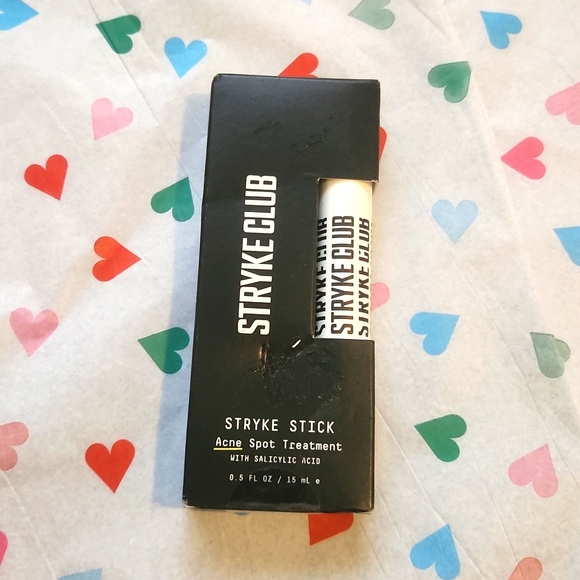 STRYKE CLUB
STRYKE CLUB
STRYKE CLUB
STRYKE CLUB
STRYKE STICK
Acne Spot Treatment
WITH SALICYLIC ACID
0.5 FL OZ / 15 mL e